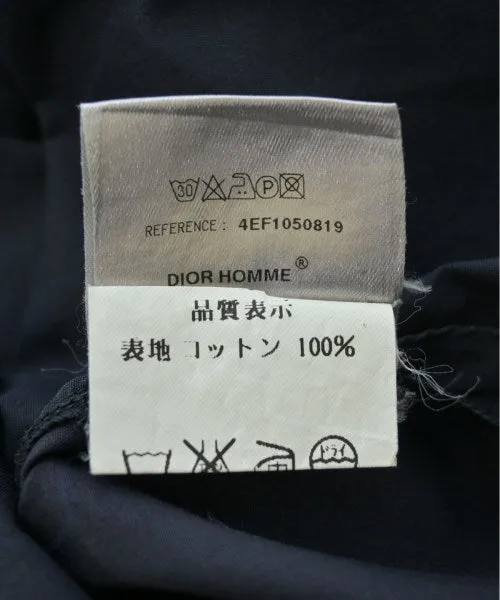 30 P
REFERENCE: 4EF1050819
DIOR HOMME®
品質表示
表地 コットン 100%
中 ドライ